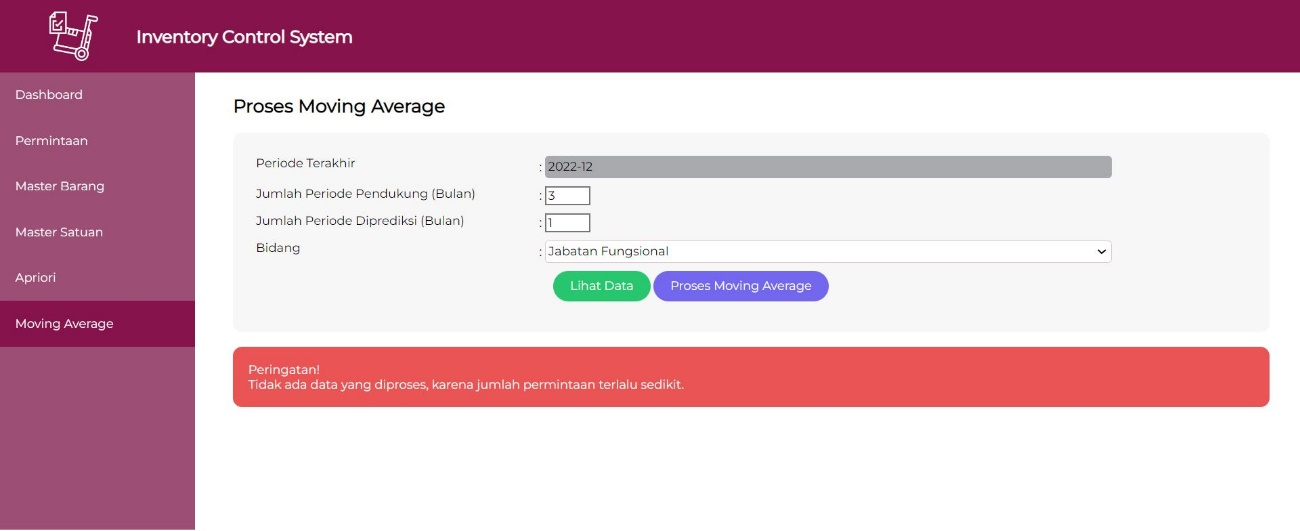 Inventory Control System
Dashboard
Permintaan
Master Barang
Master Satuan
Apriori
Moving Average
Proses Moving Average
Periode Terakhir : 2022-12
Jumlah Periode Pendukung (Bulan) : 3
Jumlah Periode Diprediksi (Bulan) : 1
Bidang : Jabatan Fungsional
Lihat Data Proses Moving Average
Peringatan!
Tidak ada data yang diproses, karena jumlah permintaan terlalu sedikit.